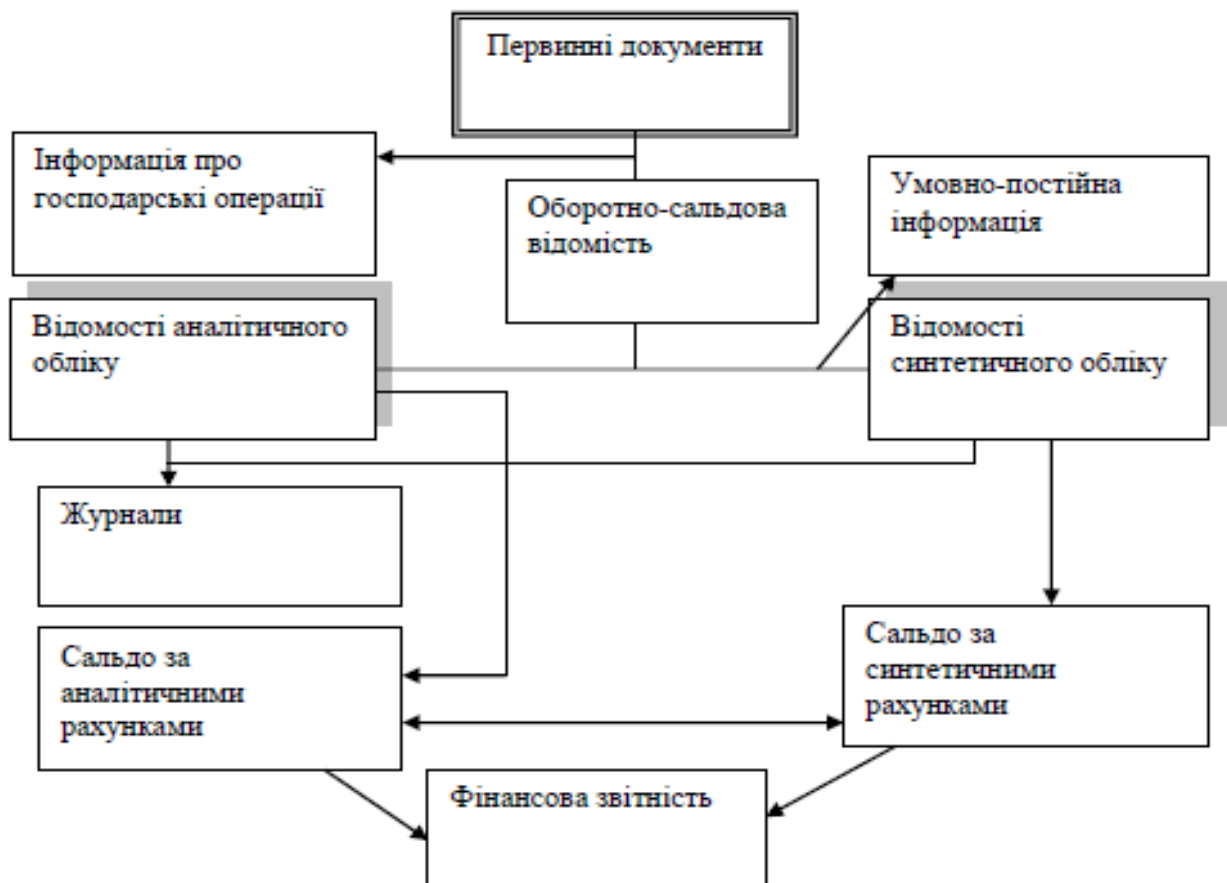 Первинні документи
Інформація про
господарські операції
Оборотно-сальдова
відомість
Умовно-постійна
інформація
Відомості аналітичного
обліку
Відомості
синтетичного обліку
Журнали
Сальдо за
аналітичними
рахунками
Сальдо за
синтетичними
рахунками
Фінансова звітність